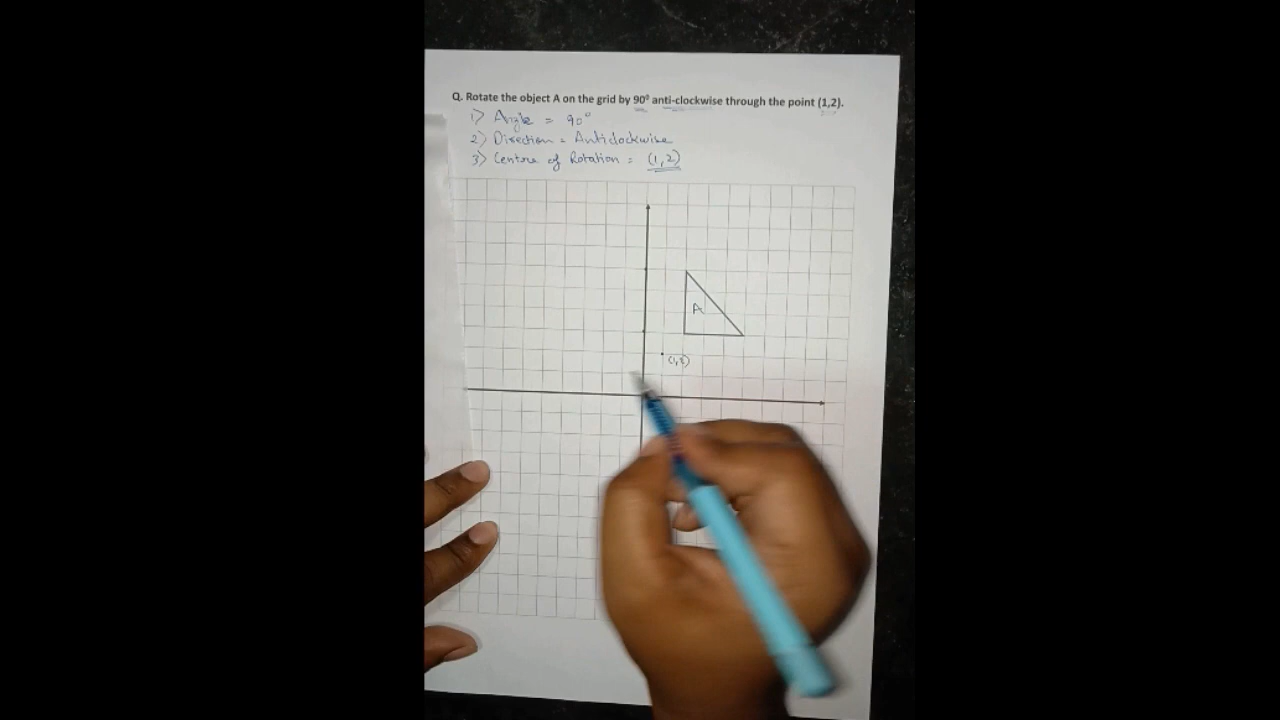 Q. Rotate the object A on the grid by 90⁰ anti-clockwise through the point (1,2).
1) Angle = 90°
2) Direction = Anticlockwise
3) Centre of Rotation = (1,2)
A
(1,2)